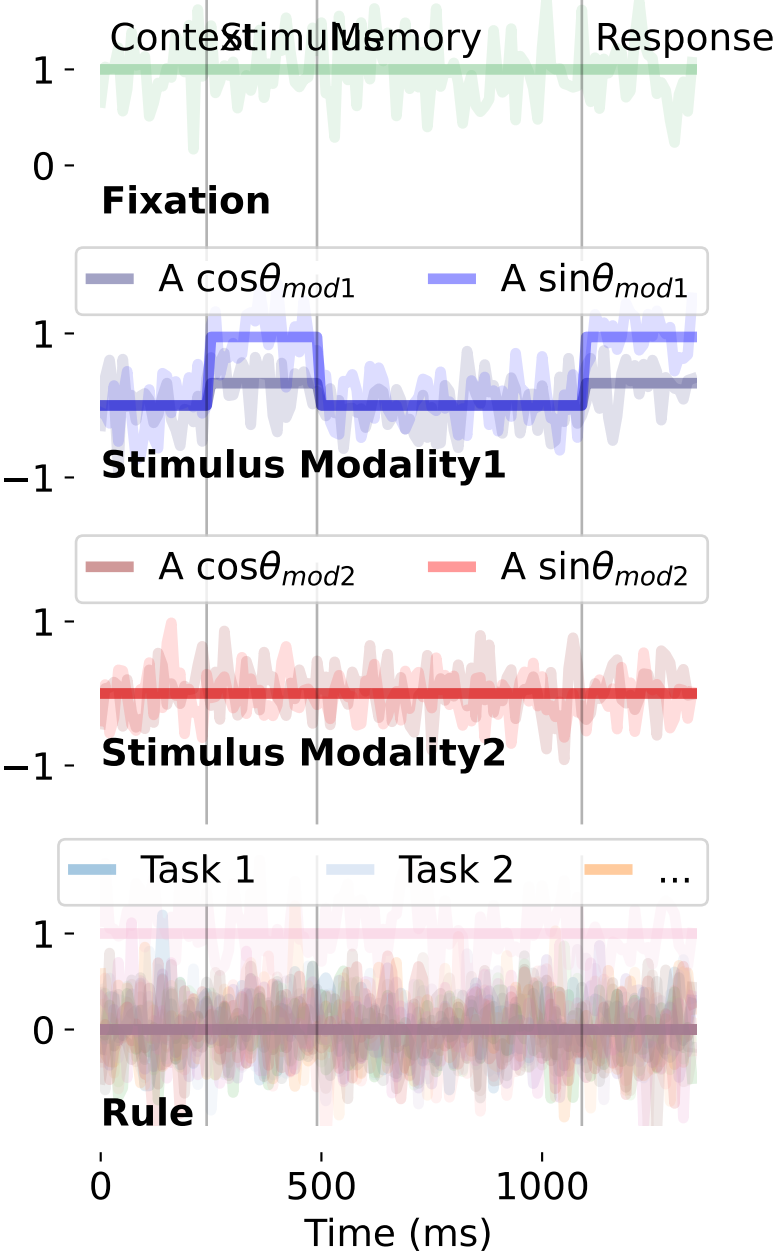 Context Stimulus Memory Response
1
0
Fixation
A cosθmod1 A sinθmod1
1
−1
Stimulus Modality1
A cosθmod2 A sinθmod2
1
−1
Stimulus Modality2
Task 1 Task 2 ...
1
0
Rule
0 500 1000
Time (ms)